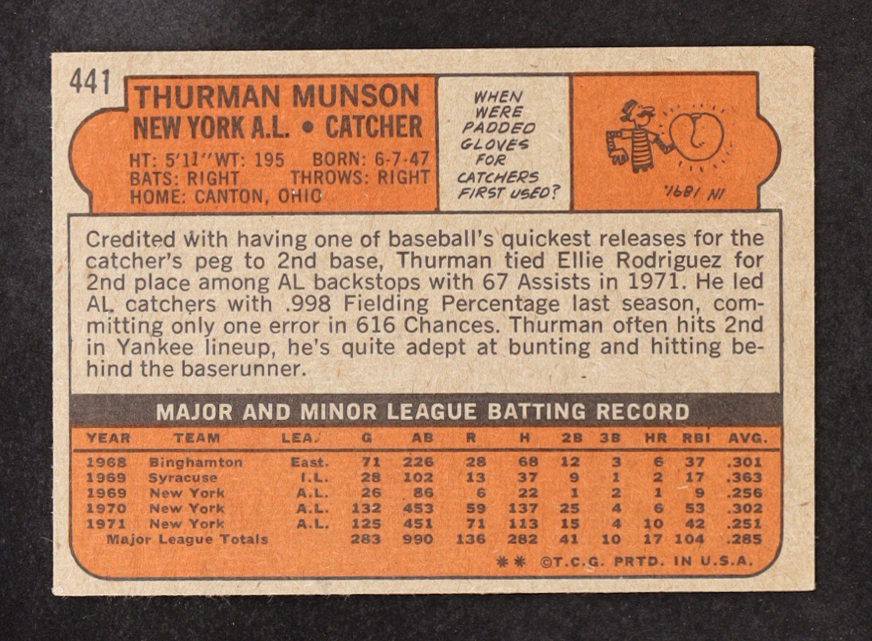 441
THURMAN MUNSON
NEW YORK A.L. • CATCHER
HT: 5'11" WT: 195 BORN: 6-7-47
BATS: RIGHT THROWS: RIGHT
HOME: CANTON, OHIO
WHEN
WERE
PADDED
GLOVES
FOR
CATCHERS
FIRST USED?
IN 1891.
Credited with having one of baseball's quickest releases for the
catcher's peg to 2nd base, Thurman tied Ellie Rodriguez for
2nd place among AL backstops with 67 Assists in 1971. He led
AL catchers with .998 Fielding Percentage last season, com-
mitting only one error in 616 Chances. Thurman often hits 2nd
in Yankee lineup, he's quite adept at bunting and hitting be-
hind the baserunner.
MAJOR AND MINOR LEAGUE BATTING RECORD
YEAR TEAM LEA. G AB R H 2B 3B HR RBI AVG.
1968 Binghamton East. 71 226 28 68 12 3 6 37 .301
1969 Syracuse I.L. 28 102 13 37 9 1 2 17 .363
1969 New York A.L. 26 86 6 22 1 2 1 9 .256
1970 New York A.L. 132 453 59 137 25 4 6 53 .302
1971 New York A.L. 125 451 71 113 15 4 10 42 .251
Major League Totals 283 990 136 282 41 10 17 104 .285
** ©T.C.G. PRTD. IN U.S.A.